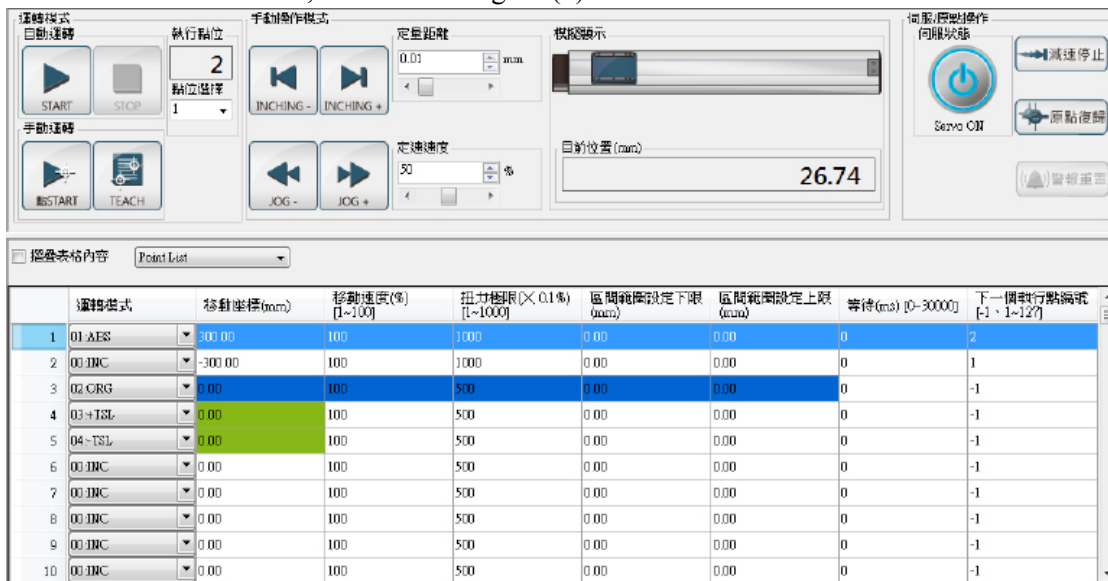 運轉模式
自動運轉
START
STOP
執行點位
2
點位選擇
1
手動運轉
點START
TEACH
手動操作模式
INCHING -
INCHING +
定量距離
0.01 mm
JOG -
JOG +
定速速度
50 %
模擬顯示
目前位置(mm)
26.74
伺服/原點操作
伺服狀態
Servo ON
減速停止
原點復歸
警報重置
摺疊表格內容 Point List
運轉模式 移動座標(mm) 移動速度(%) [1~100] 扭力極限(X 0.1%) [1~1000] 區間範圍設定下限 (mm) 區間範圍設定上限 (mm) 等待(ms) [0~30000] 下一個執行點編號 [-1、1~127]
1 01:ABS 300.00 100 1000 0.00 0.00 0 2
2 00:INC -300.00 100 1000 0.00 0.00 0 1
3 02:ORG 0.00 100 500 0.00 0.00 0 -1
4 03:+TSL 0.00 100 500 0.00 0.00 0 -1
5 04:-TSL 0.00 100 500 0.00 0.00 0 -1
6 00:INC 0.00 100 500 0.00 0.00 0 -1
7 00:INC 0.00 100 500 0.00 0.00 0 -1
8 00:INC 0.00 100 500 0.00 0.00 0 -1
9 00:INC 0.00 100 500 0.00 0.00 0 -1
10 00:INC 0.00 100 500 0.00 0.00 0 -1